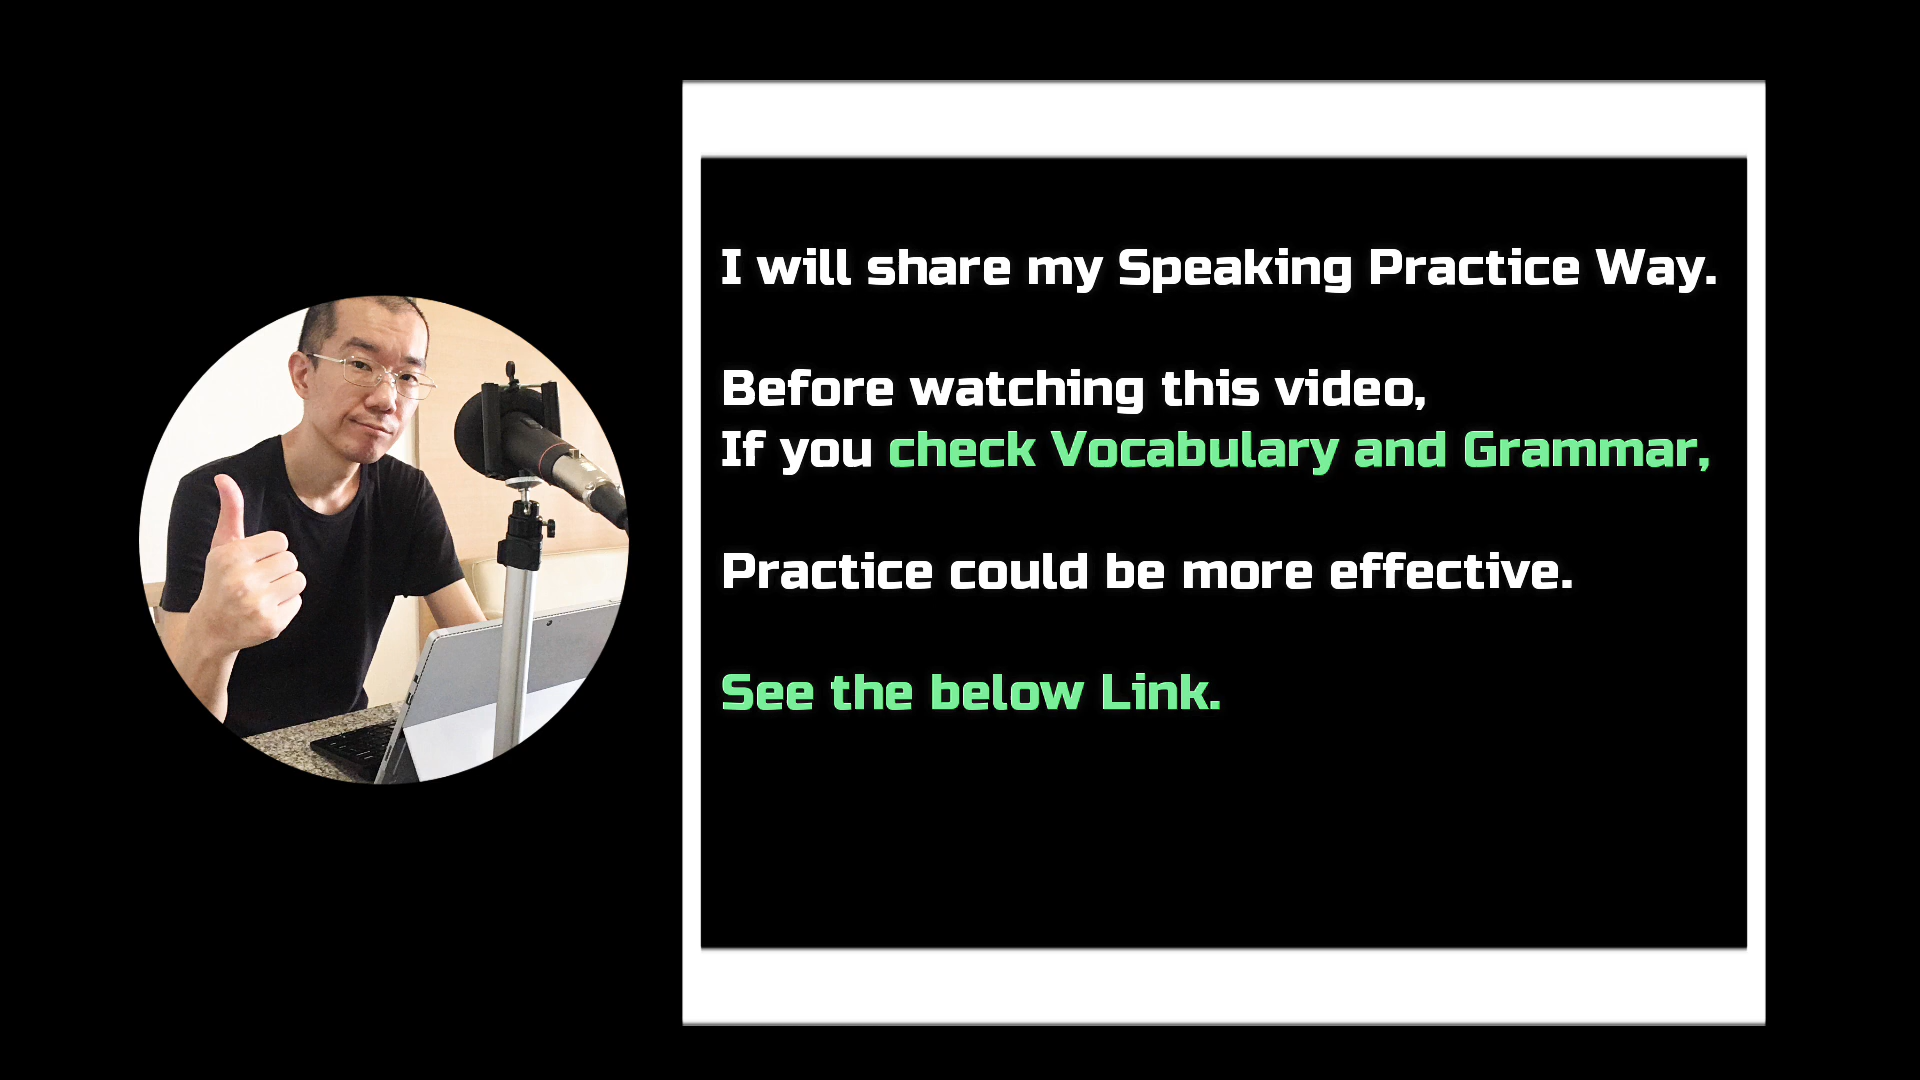 I will share my Speaking Practice Way.
Before watching this video,
If you check Vocabulary and Grammar,
Practice could be more effective.
See the below Link.